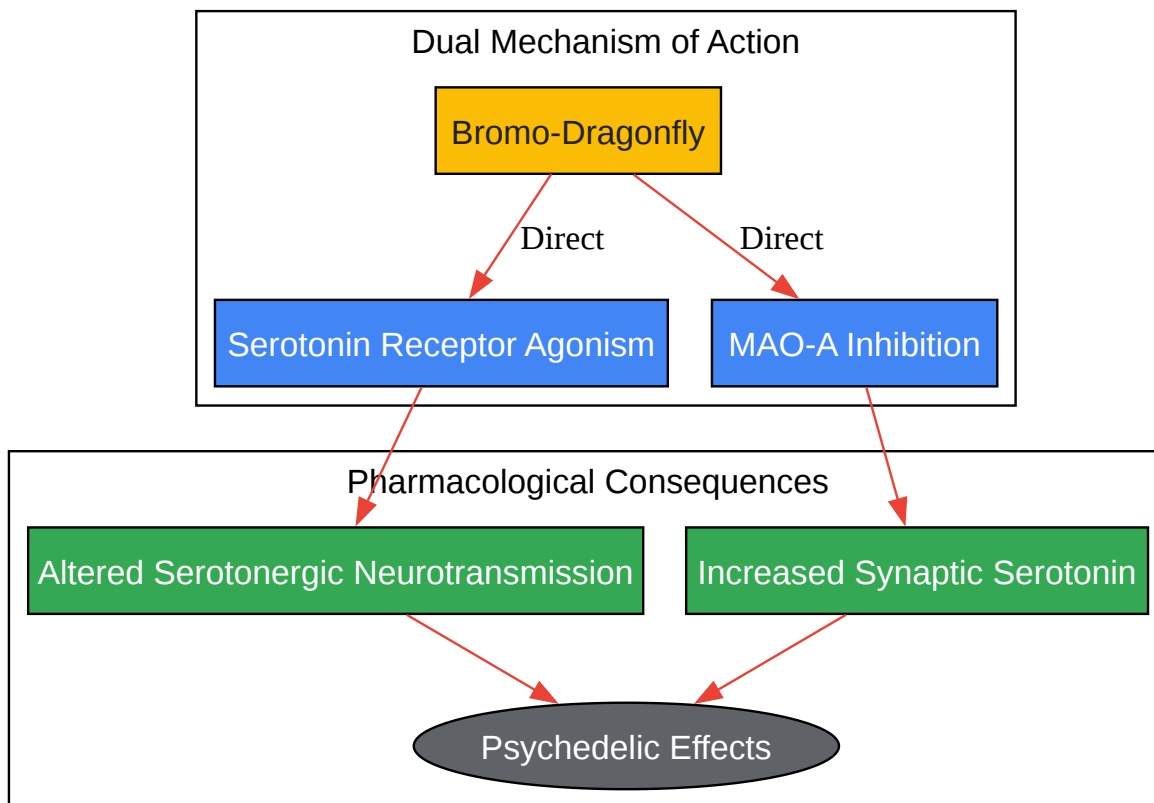 Dual Mechanism of Action
Bromo-Dragonfly
Direct
Direct
Serotonin Receptor Agonism
MAO-A Inhibition
Pharmacological Consequences
Altered Serotonergic Neurotransmission
Increased Synaptic Serotonin
Psychedelic Effects